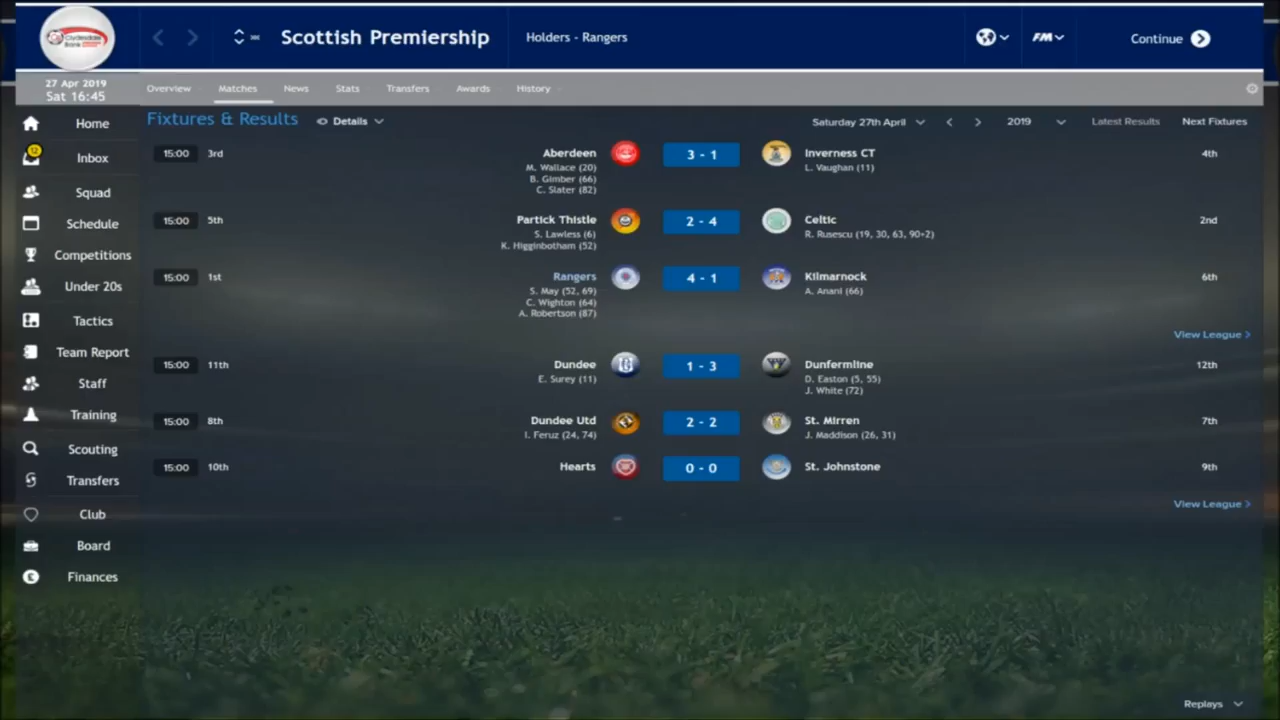 Clydesdale Bank
Scottish Premiership
Holders - Rangers
FM
Continue
27 Apr 2019
Sat 16:45
Overview
Matches
News
Stats
Transfers
Awards
History
Fixtures & Results
Details
Saturday 27th April
2019
Latest Results
Next Fixtures
Home
12
Inbox
Squad
Schedule
Competitions
Under 20s
Tactics
Team Report
Staff
Training
Scouting
Transfers
Club
Board
Finances
15:00 3rd Aberdeen 3 - 1 Inverness CT 4th
M. Wallace (20) L. Vaughan (11)
B. Gimber (66)
C. Slater (82)
15:00 5th Partick Thistle 2 - 4 Celtic 2nd
S. Lawless (6) R. Rusescu (19, 30, 63, 90+2)
K. Higginbotham (52)
15:00 1st Rangers 4 - 1 Kilmarnock 6th
S. May (52, 69) A. Anani (66)
C. Wighton (64)
A. Robertson (87)
View League >
15:00 11th Dundee 1 - 3 Dunfermline 12th
E. Surey (11) D. Easton (5, 55)
J. White (72)
15:00 8th Dundee Utd 2 - 2 St. Mirren 7th
I. Feruz (24, 74) J. Maddison (26, 31)
15:00 10th Hearts 0 - 0 St. Johnstone 9th
View League >
Replays